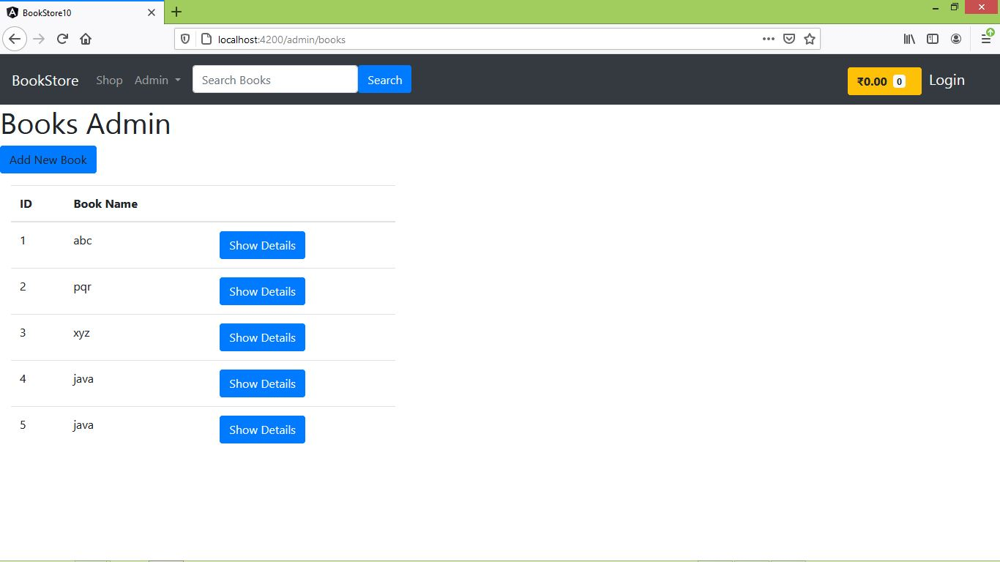 BookStore10
localhost:4200/admin/books
BookStore Shop Admin Search Books Search ₹0.00 0 Login
Books Admin
Add New Book
ID Book Name
1 abc Show Details
2 pqr Show Details
3 xyz Show Details
4 java Show Details
5 java Show Details